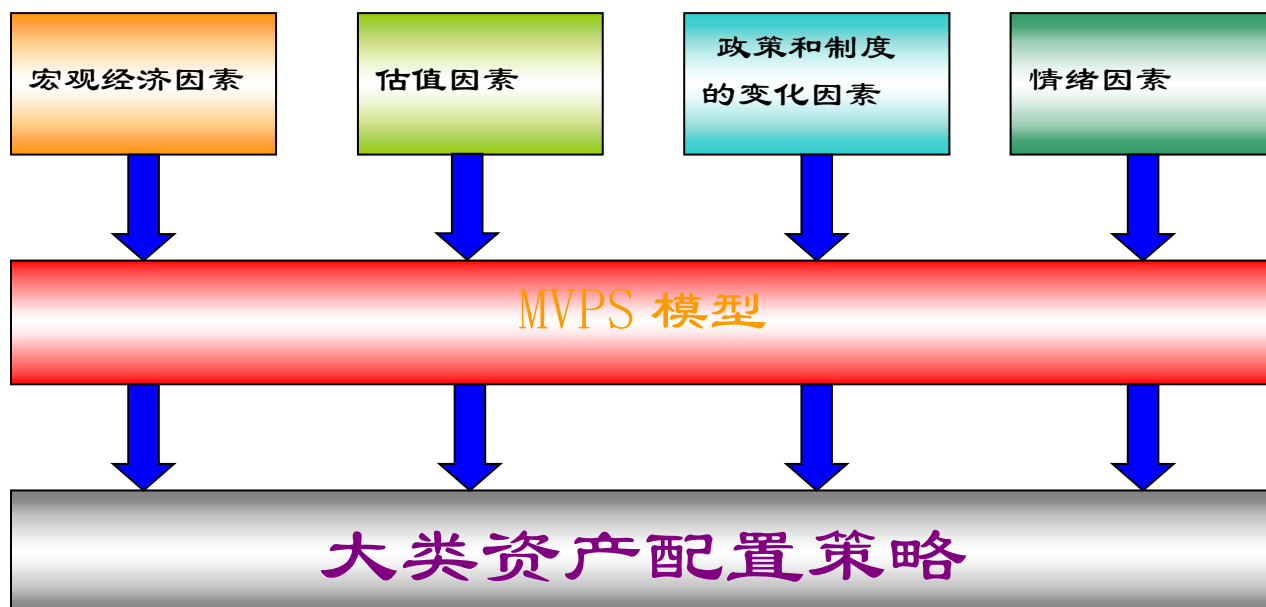 宏观经济因素
估值因素
政策和制度
的变化因素
情绪因素
MVPS 模型
大类资产配置策略